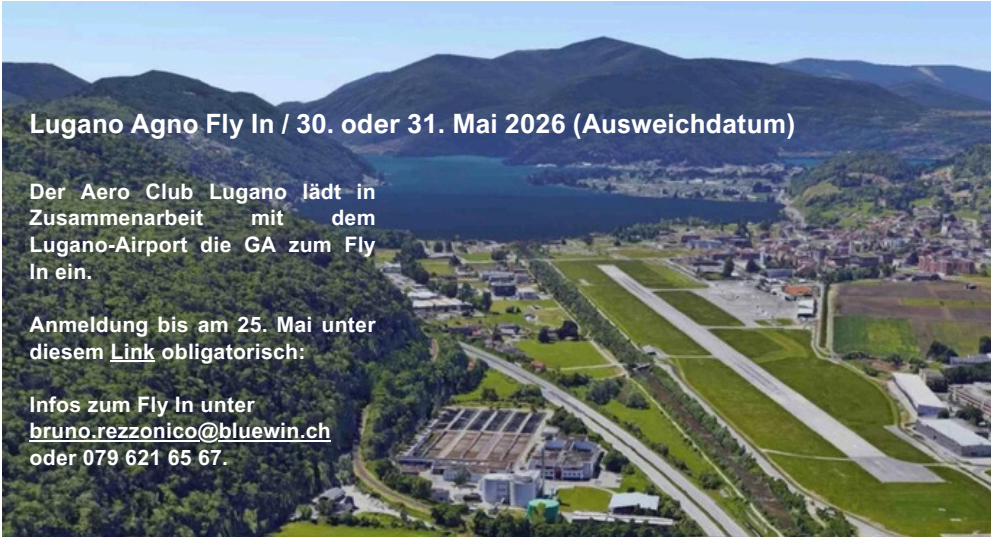 Lugano Agno Fly In / 30. oder 31. Mai 2026 (Ausweichdatum)
Der Aero Club Lugano lädt in
Zusammenarbeit mit dem
Lugano-Airport die GA zum Fly
In ein.
Anmeldung bis am 25. Mai unter
diesem Link obligatorisch:
Infos zum Fly In unter
bruno.rezzonico@bluewin.ch
oder 079 621 65 67.